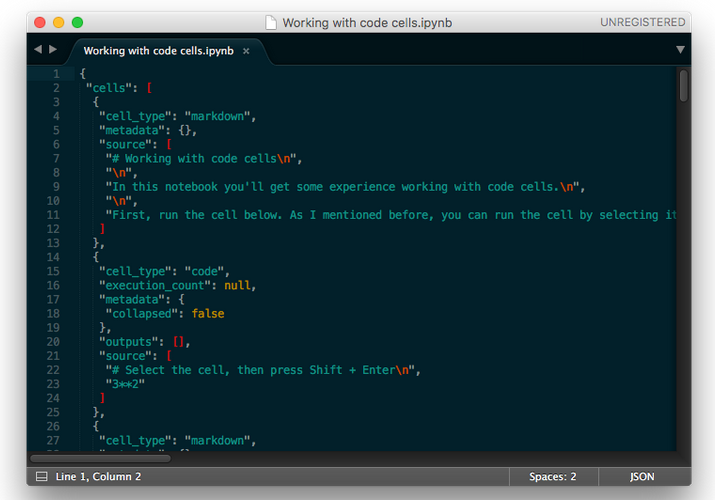 Working with code cells.ipynb
UNREGISTERED
Working with code cells.ipynb ×
1 {
2 "cells": [
3 {
4 "cell_type": "markdown",
5 "metadata": {},
6 "source": [
7 "# Working with code cells\n",
8 "\n",
9 "In this notebook you'll get some experience working with code cells.\n",
10 "\n",
11 "First, run the cell below. As I mentioned before, you can run the cell by selecting it
12 ]
13 },
14 {
15 "cell_type": "code",
16 "execution_count": null,
17 "metadata": {
18 "collapsed": false
19 },
20 "outputs": [],
21 "source": [
22 "# Select the cell, then press Shift + Enter\n",
23 "3**2"
24 ]
25 },
26 {
27 "cell_type": "markdown",
Line 1, Column 2
Spaces: 2
JSON